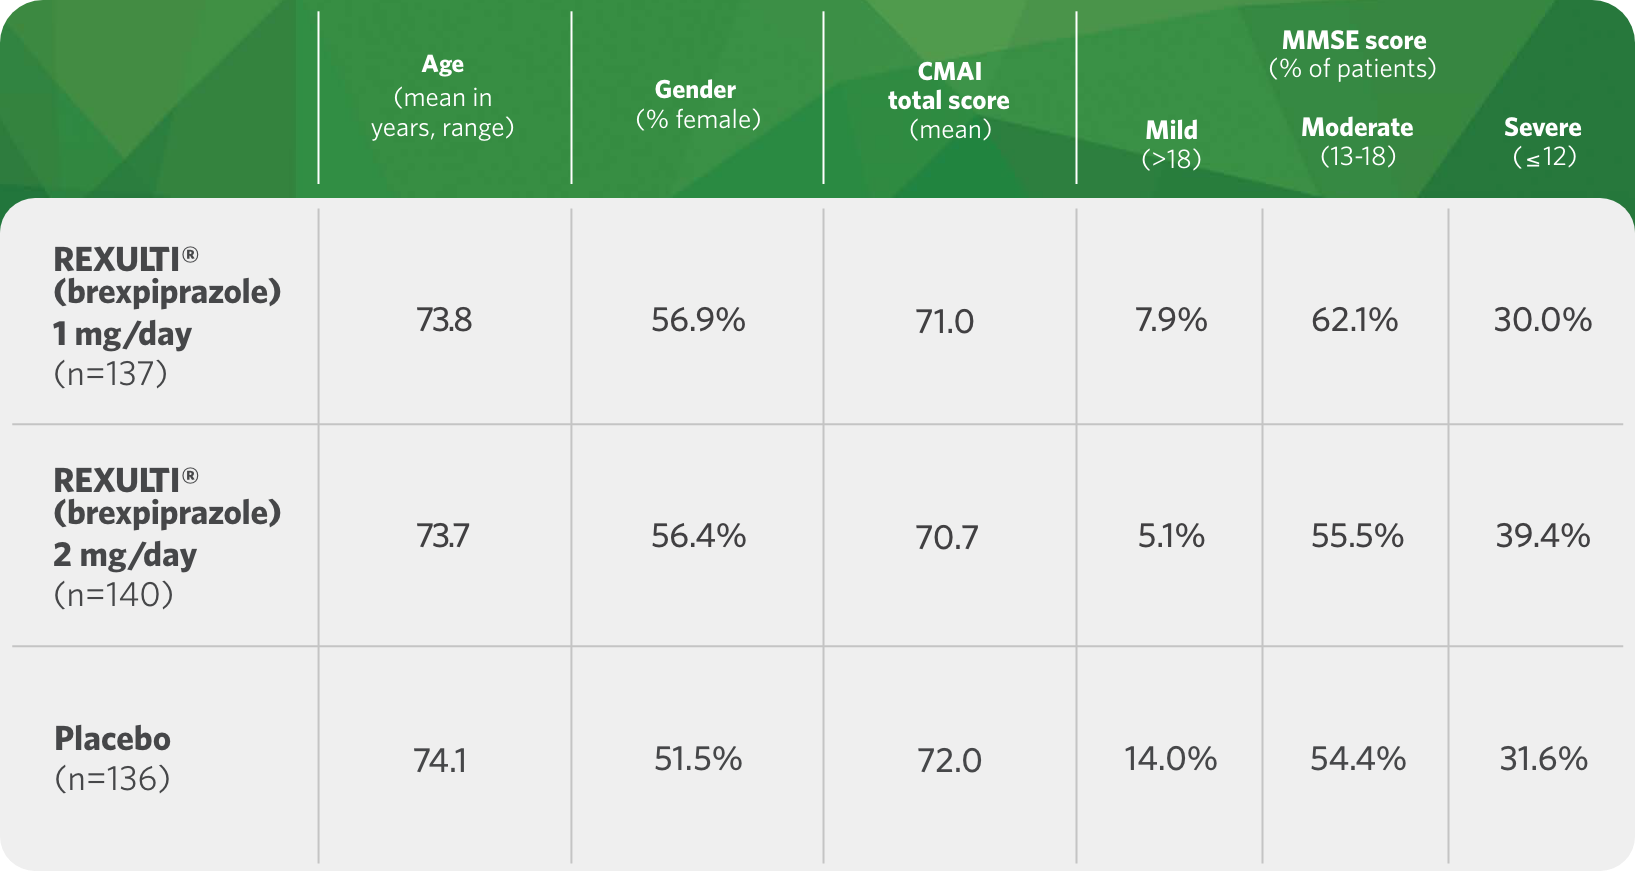 Age
(mean in
years, range)
Gender
(% female)
CMAI
total score
(mean)
MMSE score
(% of patients)
Mild
(>18)
Moderate
(13-18)
Severe
(≤12)
REXULTI®
(brexpiprazole)
1 mg/day
(n=137)
73.8
56.9%
71.0
7.9%
62.1%
30.0%
REXULTI®
(brexpiprazole)
2 mg/day
(n=140)
73.7
56.4%
70.7
5.1%
55.5%
39.4%
Placebo
(n=136)
74.1
51.5%
72.0
14.0%
54.4%
31.6%